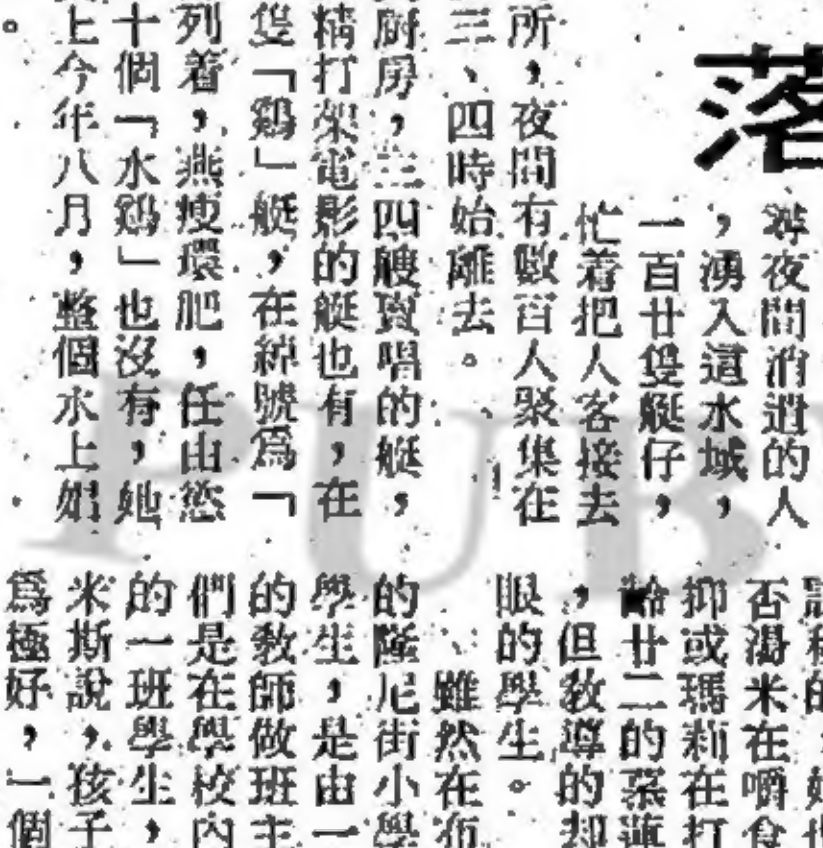 落
游夜間消遣的人
，湧入這水域，
一百廿隻艇仔，
忙着把人客接去
所，夜間有數百人聚集在
三、四時始離去。
厨房，三四艘賣唱的艇，
精打架電影的艇也有，在
隻「鷄」艇，在綽號爲「
列着，燕瘦環肥，任由慾
十個「水鷄」也沒有，她
上今年八月，整個水上娼
。
的，
否湯米在嚼食
抑或瑪莉在打
齡廿二的蓮
，但教導的却
眼的學生。
雖然在布
的隆尼街小學
學生，是由一
的教師做班主
們是在學校內
的一班學生，
米斯說，孩子
爲極好，一個
PUB